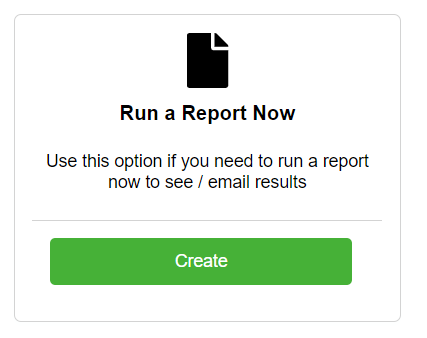 Run a Report Now
Use this option if you need to run a report
now to see / email results
Create